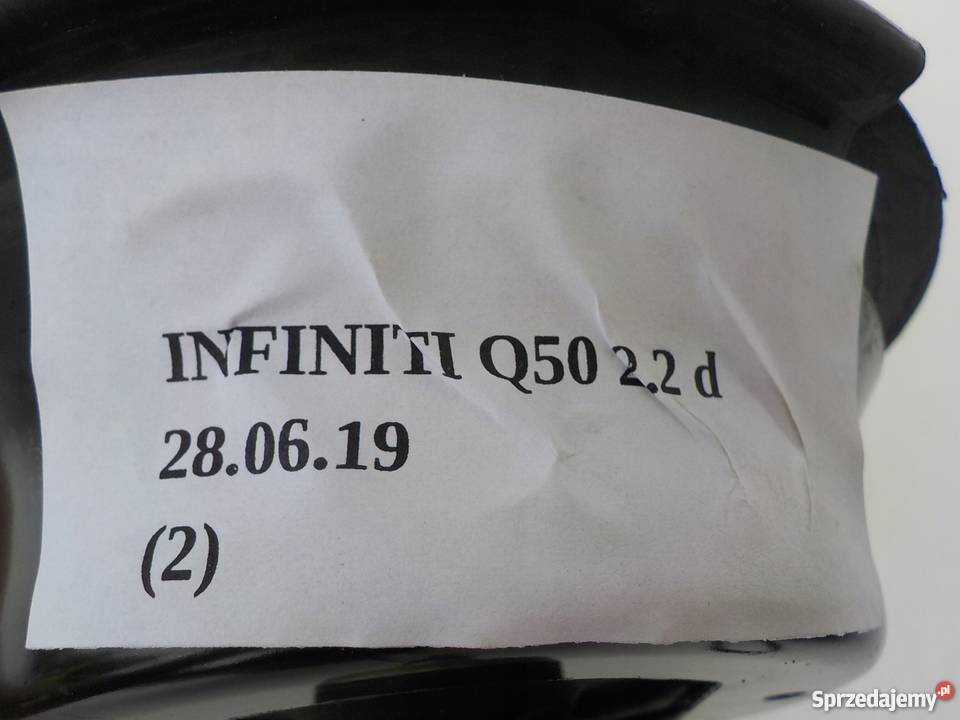 INFINITI Q50 2.2 d
28.06.19
(2)
Sprzedajemy.pl